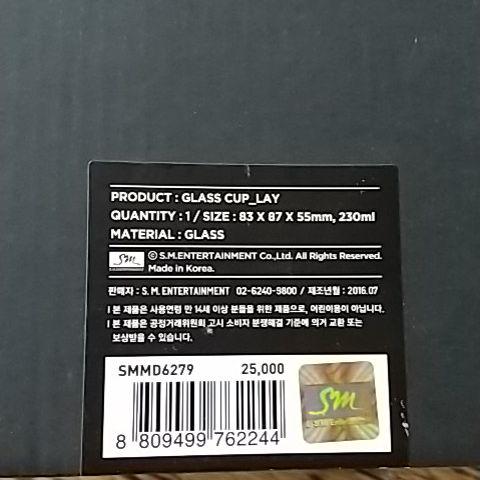 PRODUCT : GLASS CUP_LAY
QUANTITY : 1 / SIZE : 83 X 87 X 55mm, 230ml
MATERIAL : GLASS
SM © S.M.ENTERTAINMENT Co.,Ltd. All Rights Reserved.
Made in Korea.
판매자 : S. M. ENTERTAINMENT 02-6240-9800 / 제조년월 : 2016.07
I 본 제품은 사용연령 만 14세 이상 분들을 위한 제품으로, 어린이용이 아닙니다.
I 본 제품은 공정거래위원회 고시 소비자 분쟁해결 기준에 의거 교환 또는
보상받을 수 있습니다.
SMMD6279 25,000
SM
8 809499 762244